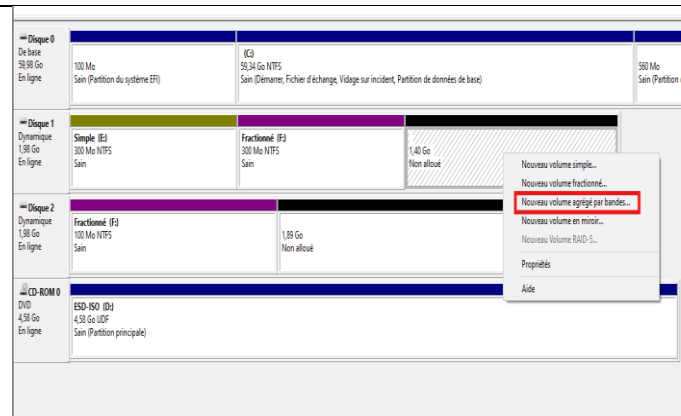 Disque 0
De base
59,98 Go
En ligne
100 Mo
Sain (Partition du système EFI)
(C:)
59,34 Go NTFS
Sain (Démarrer, Fichier d'échange, Vidage sur incident, Partition de données de base)
560 Mo
Sain (Partition
Disque 1
Dynamique
1,98 Go
En ligne
Simple (E:)
300 Mo NTFS
Sain
Fractionné (F:)
300 Mo NTFS
Sain
1,40 Go
Non alloué
Nouveau volume simple...
Nouveau volume fractionné...
Nouveau volume agrégé par bandes...
Nouveau volume en miroir...
Nouveau Volume RAID-5...
Propriétés
Aide
Disque 2
Dynamique
1,98 Go
En ligne
Fractionné (F:)
100 Mo NTFS
Sain
1,89 Go
Non alloué
CD-ROM 0
DVD
4,58 Go
En ligne
ESD-ISO (D:)
4,58 Go UDF
Sain (Partition principale)